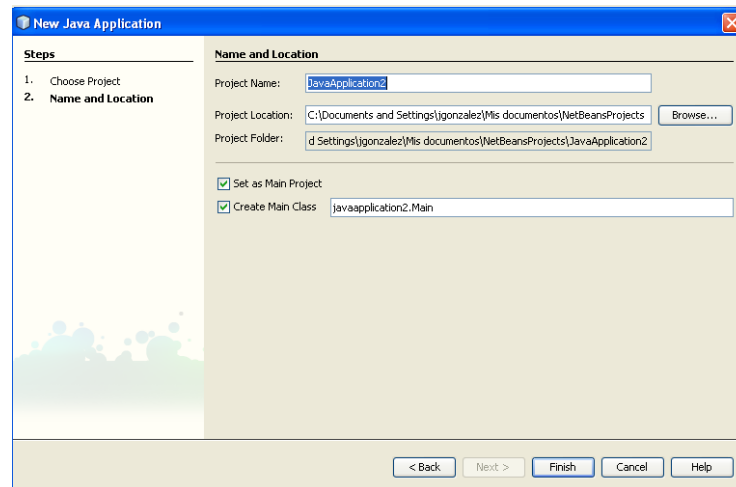 New Java Application
Steps
1. Choose Project
2. Name and Location
Name and Location
Project Name: JavaApplication2
Project Location: C:\Documents and Settings\jgonzalez\Mis documentos\NetBeansProjects Browse...
Project Folder: d Settings\jgonzalez\Mis documentos\NetBeansProjects\JavaApplication2
Set as Main Project
Create Main Class javaapplication2.Main
< Back Next > Finish Cancel Help